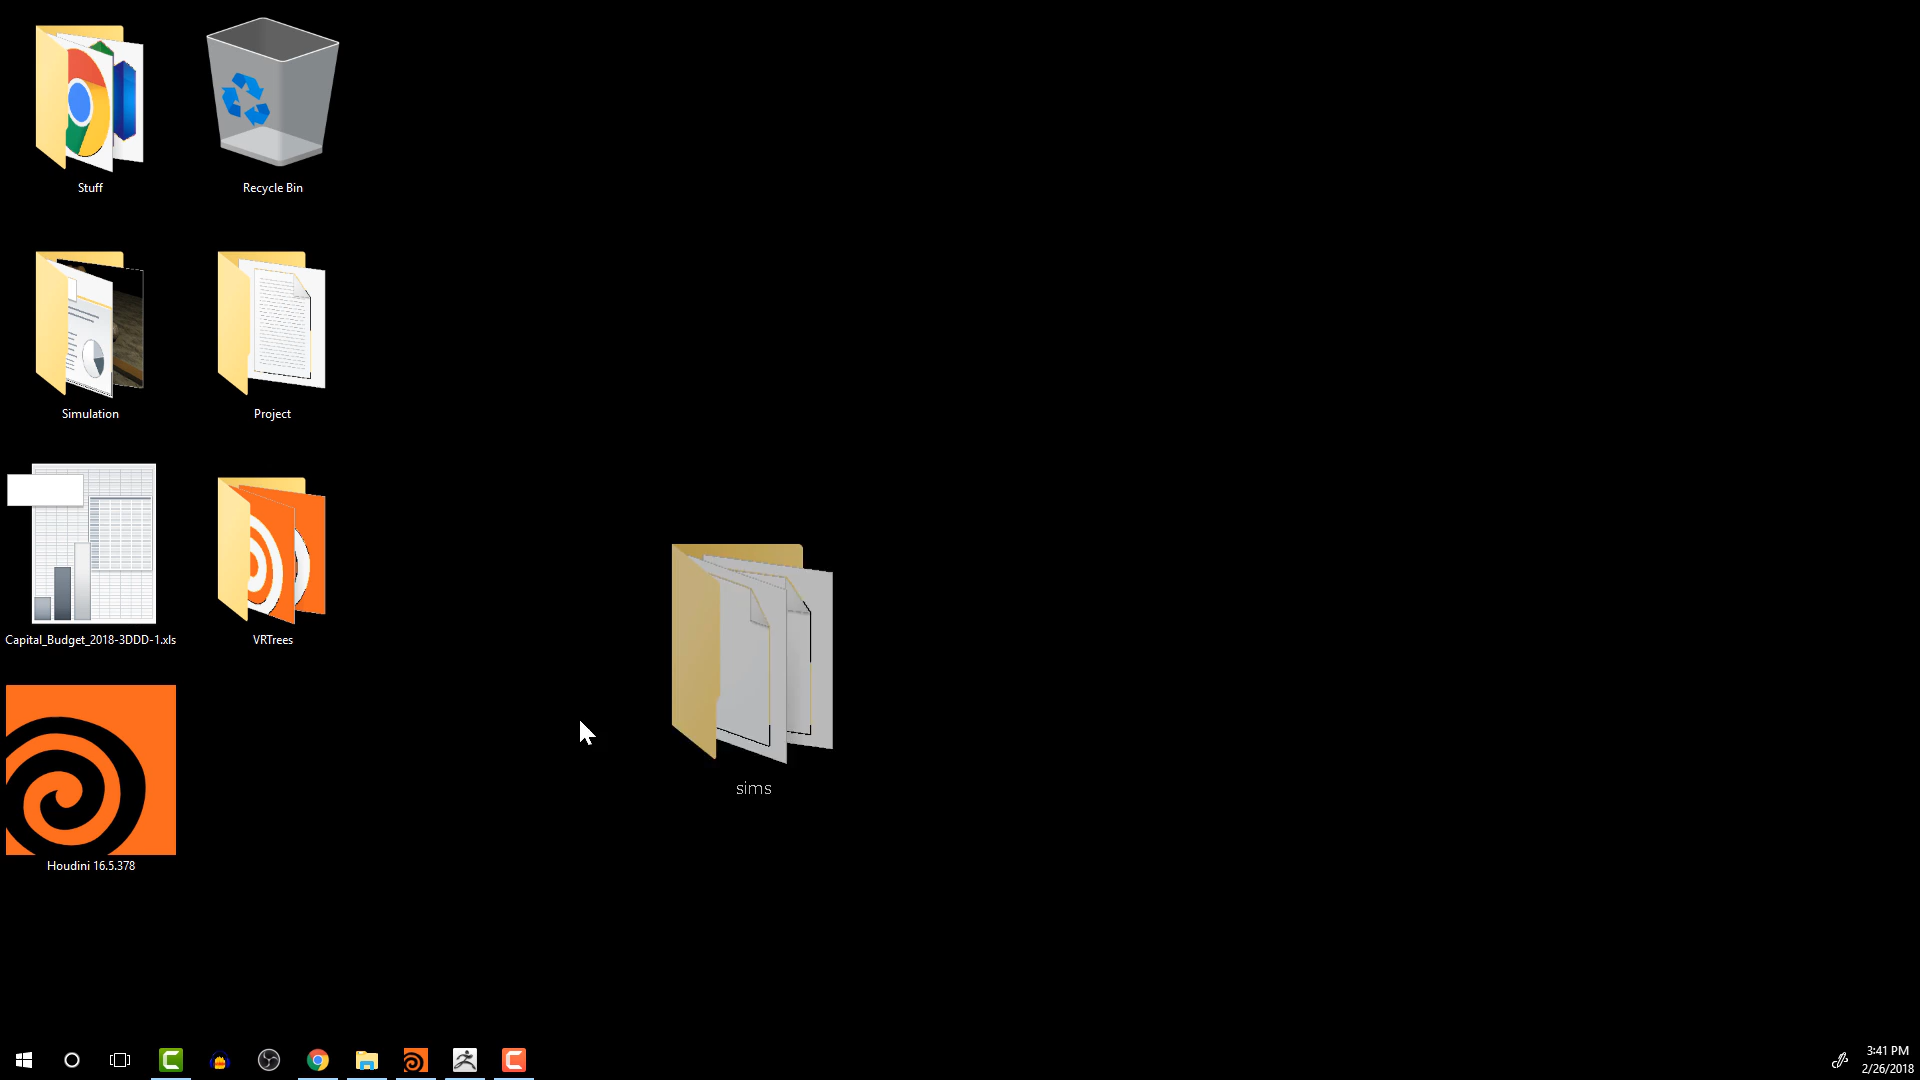 Stuff
Recycle Bin
Simulation
Project
Capital_Budget_2018-3DDD-1.xls
VRTrees
sims
Houdini 16.5.378
3:41 PM
2/26/2018